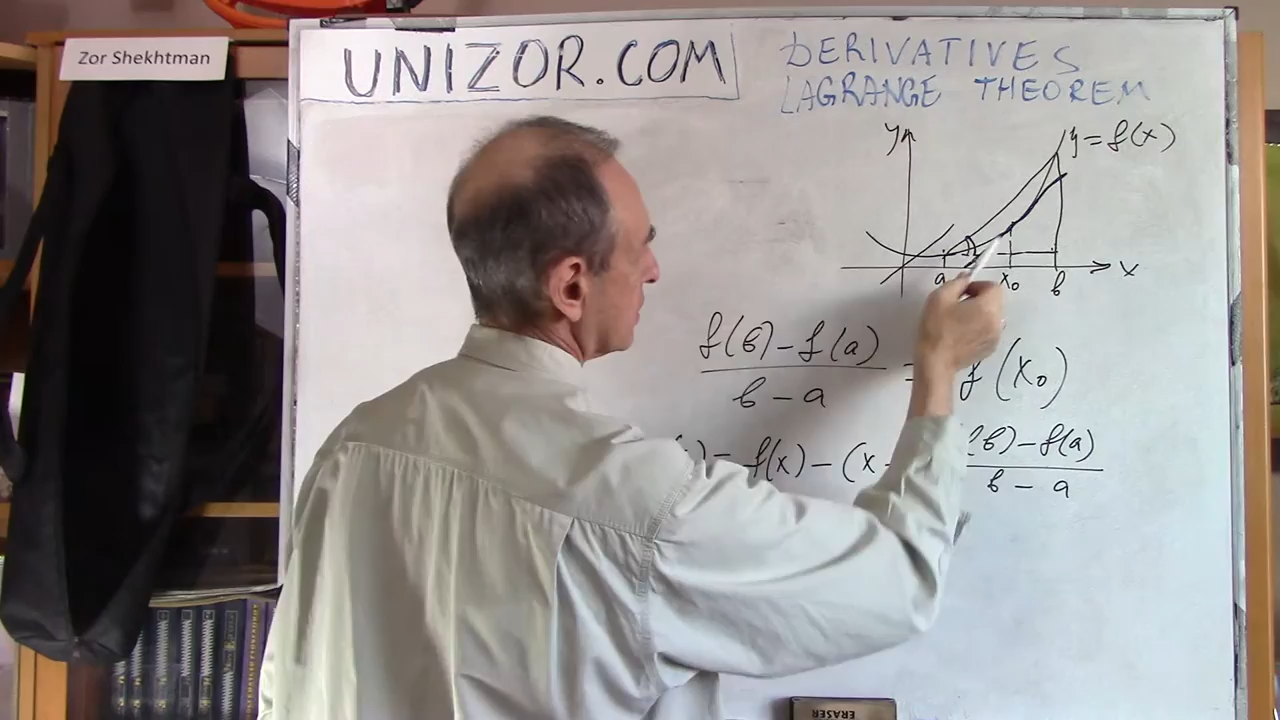 Zor Shekhtman
UNIZOR.COM
DERIVATIVES
LAGRANGE THEOREM
y
y=f(x)
a x₀ b x
f(b)-f(a)
b-a
= f (x₀)
)= f(x)-(x-
f(b)-f(a)
b-a
ERASER